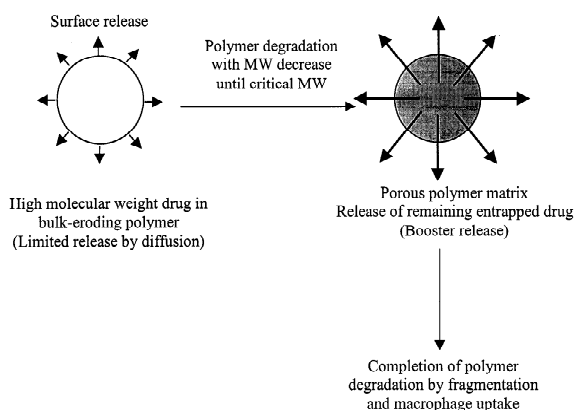 Surface release
Polymer degradation
with MW decrease
until critical MW
High molecular weight drug in
bulk-eroding polymer
(Limited release by diffusion)
Porous polymer matrix
Release of remaining entrapped drug
(Booster release)
Completion of polymer
degradation by fragmentation
and macrophage uptake